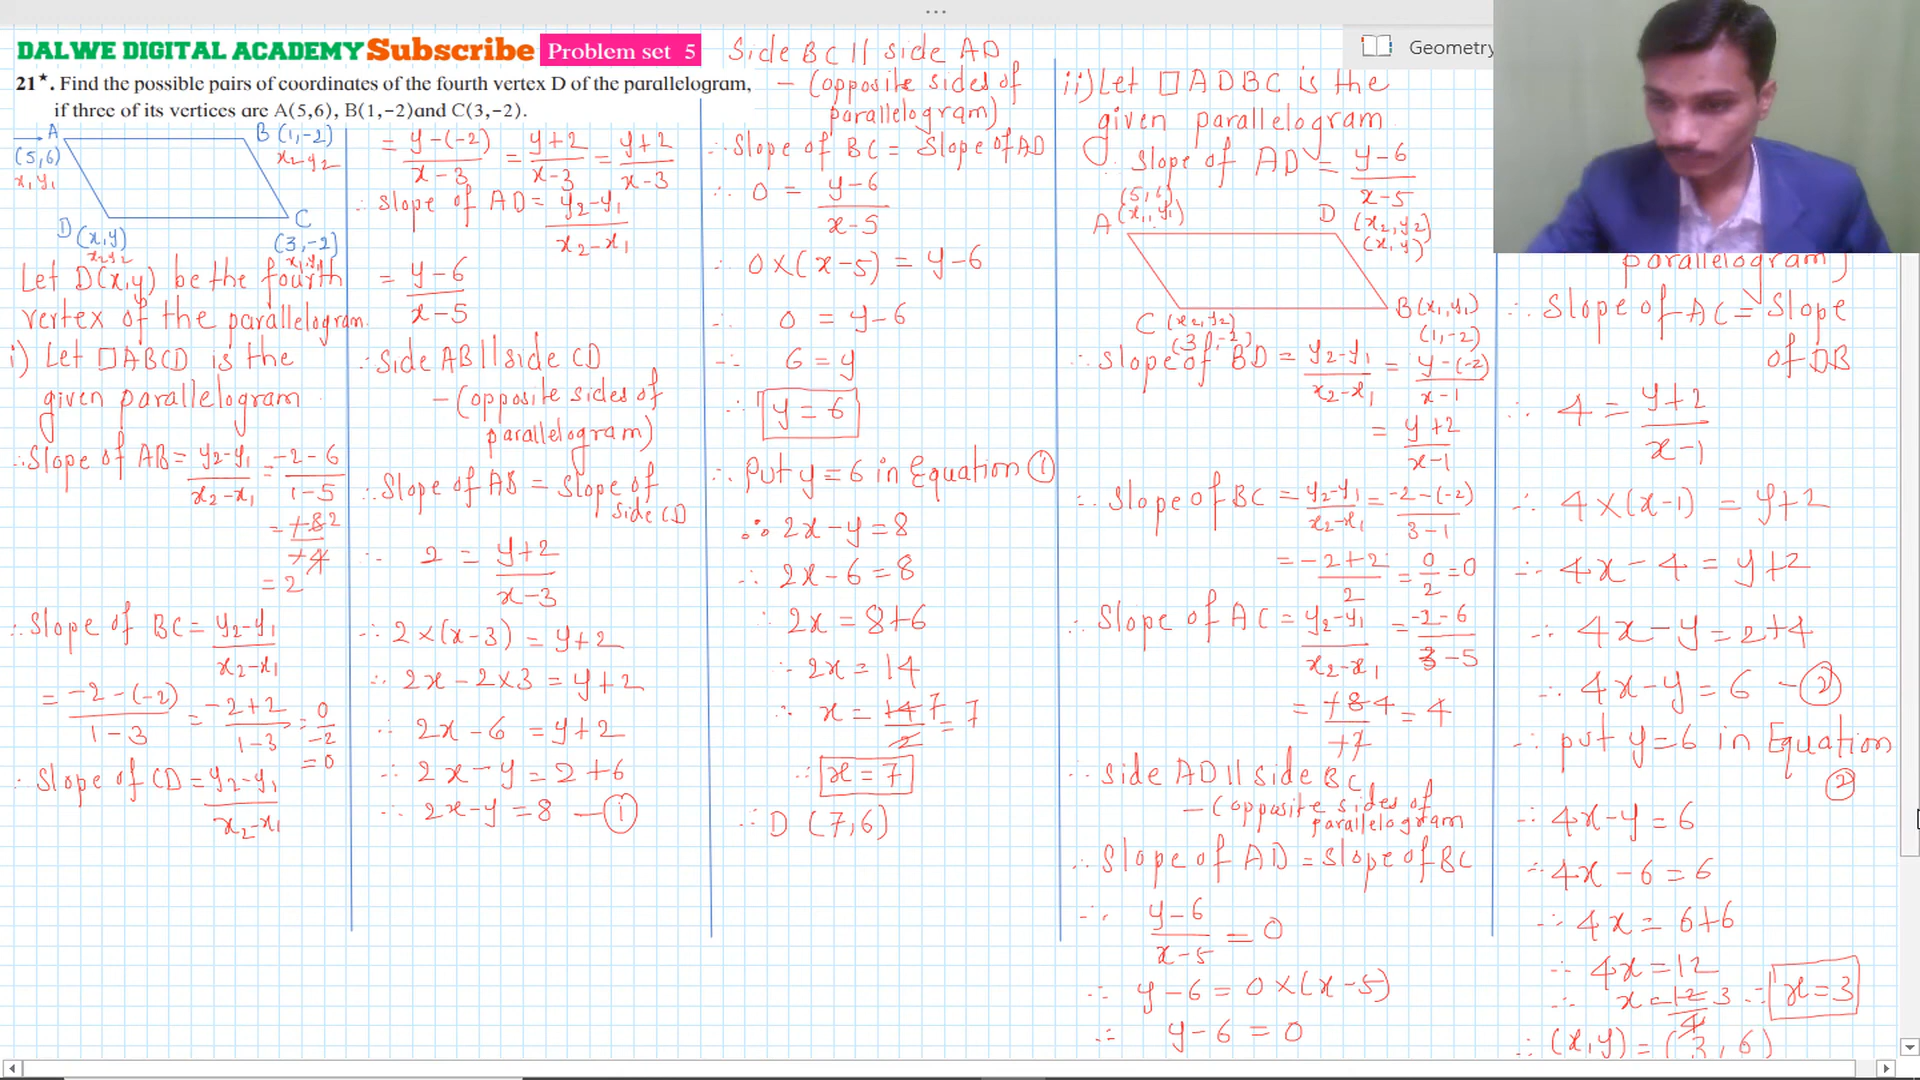 DALWE DIGITAL ACADEMY Subscribe Problem set 5
21*. Find the possible pairs of coordinates of the fourth vertex D of the parallelogram,
if three of its vertices are A(5,6), B(1,-2)and C(3,-2).
A
(5,6)
x₁ y₁
B (1,-2)
x₂ y₂
D (x,y)
x₂ y₂
C
(3,-2)
x₁ y₁
Let D(x,y) be the fourth
vertex of the parallelogram.
i) Let □ABCD is the
given parallelogram
∴ Slope of AB = y₂-y₁/x₂-x₁ = -2-6/1-5
= +82/+4
= 2
∴ Slope of BC = y₂-y₁/x₂-x₁
= -2-(-2)/1-3 = -2+2/1-3 = 0/-2
= 0
∴ Slope of CD = y₂-y₁/x₂-x₁
= y-(-2)/x-3 = y+2/x-3 = y+2/x-3
∴ slope of AD = y₂-y₁/x₂-x₁
= y-6/x-5
∴ Side AB || side CD
- (opposite sides of
parallelogram)
∴ Slope of AB = slope of
side CD
∴ 2 = y+2/x-3
∴ 2×(x-3) = y+2
∴ 2x-2×3 = y+2
∴ 2x-6 = y+2
∴ 2x-y = 2+6
∴ 2x-y = 8 - ①
Side BC || side AD
- (opposite sides of
parallelogram)
∴ Slope of BC = Slope of AD
∴ 0 = y-6/x-5
∴ 0×(x-5) = y-6
∴ 0 = y-6
∴ 6 = y
∴ y = 6
∴ Put y = 6 in Equation ①
∴ 2x-y = 8
∴ 2x-6 = 8
∴ 2x = 8+6
∴ 2x = 14
∴ x = 14 7/2 = 7
∴ x = 7
∴ D (7,6)
Geometry
ii) Let □ADBC is the
given parallelogram
∴ Slope of AD = y-6/x-5
(5,6)
A (x₁, y₁)
D (x₂, y₂)
(x, y)
C (x₂, y₂)
(3, -2)
B (x₁, y₁)
(1, -2)
∴ Slope of BD = y₂-y₁/x₂-x₁ = y-(-2)/x-1
= y+2/x-1
∴ Slope of BC = y₂-y₁/x₂-x₁ = -2-(-2)/3-1
= -2+2/2 = 0/2 = 0
∴ Slope of AC = y₂-y₁/x₂-x₁ = -2-6/3-5
= +84/+2 = 4
∴ side AD || side BC
- (opposite sides of
parallelogram
∴ Slope of AD = slope of BC
∴ y-6/x-5 = 0
∴ y-6 = 0×(x-5)
∴ y-6 = 0
parallelogram)
∴ Slope of AC = Slope
of DB
∴ 4 = y+2/x-1
∴ 4×(x-1) = y+2
∴ 4x-4 = y+2
∴ 4x-y = 2+4
∴ 4x-y = 6 - ②
∴ put y=6 in Equation
②
∴ 4x-y = 6
∴ 4x-6 = 6
∴ 4x = 6+6
∴ 4x = 12
∴ x = 12/4 3 ∴ x = 3
∴ (x,y) = (3,6)